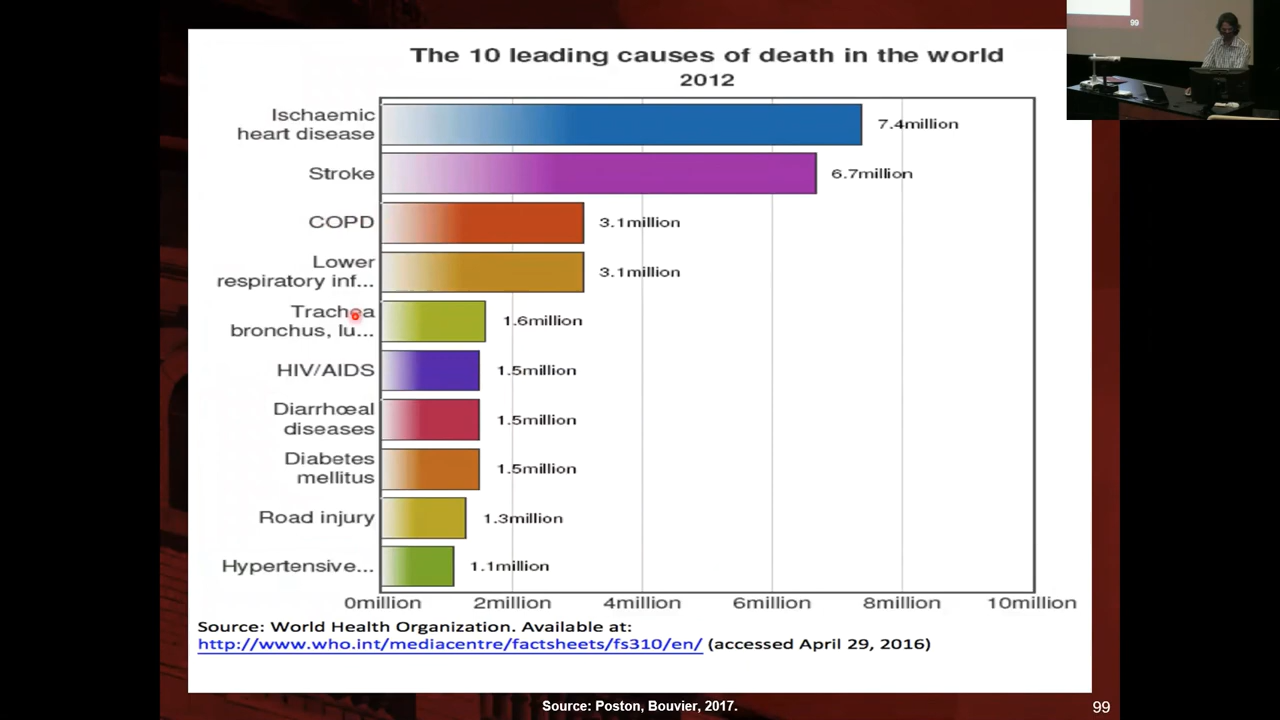 99
The 10 leading causes of death in the world
2012
Ischaemic
heart disease
7.4million
Stroke
6.7million
COPD
3.1million
Lower
respiratory inf...
3.1million
Trachea
bronchus, lu...
1.6million
HIV/AIDS
1.5million
Diarrhœal
diseases
1.5million
Diabetes
mellitus
1.5million
Road injury
1.3million
Hypertensive...
1.1million
0million 2million 4million 6million 8million 10million
Source: World Health Organization. Available at:
http://www.who.int/mediacentre/factsheets/fs310/en/ (accessed April 29, 2016)
Source: Poston, Bouvier, 2017.
99